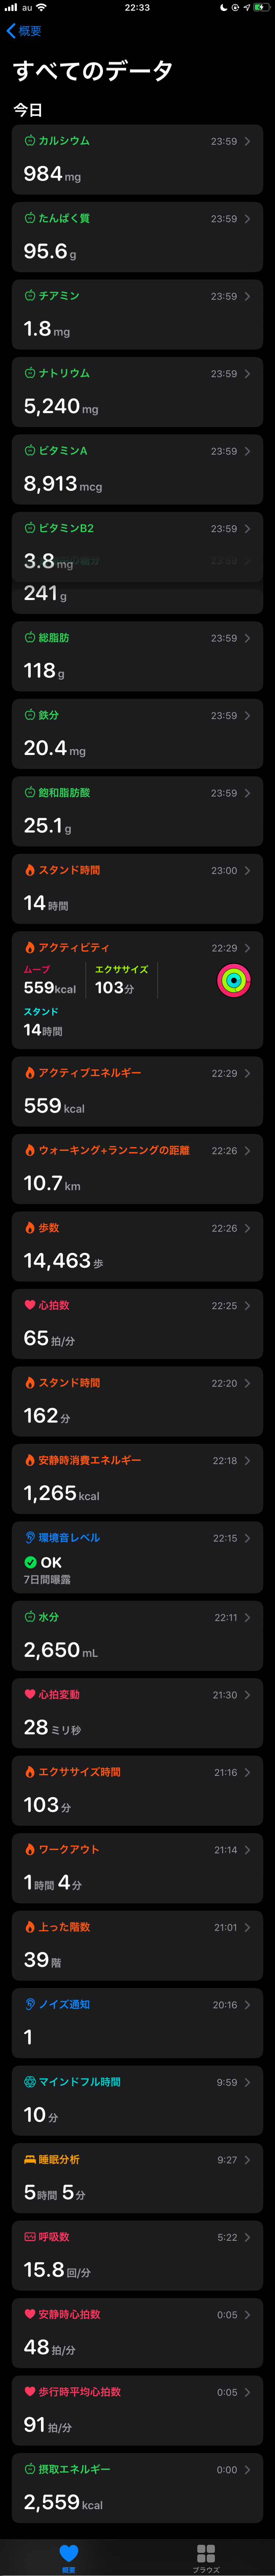 au 22:33
概要
すべてのデータ
今日
カルシウム 23:59
984 mg
たんぱく質 23:59
95.6 g
チアミン 23:59
1.8 mg
ナトリウム 23:59
5,240 mg
ビタミンA 23:59
8,913 mcg
ビタミンB2 23:59
3.8 mg
241 g
総脂肪 23:59
118 g
鉄分 23:59
20.4 mg
飽和脂肪酸 23:59
25.1 g
スタンド時間 23:00
14 時間
アクティビティ 22:29
ムーブ エクササイズ
559kcal 103分
スタンド
14時間
アクティブエネルギー 22:29
559 kcal
ウォーキング+ランニングの距離 22:26
10.7 km
歩数 22:26
14,463 歩
心拍数 22:25
65 拍/分
スタンド時間 22:20
162 分
安静時消費エネルギー 22:18
1,265 kcal
環境音レベル 22:15
OK
7日間曝露
水分 22:11
2,650 mL
心拍変動 21:30
28 ミリ秒
エクササイズ時間 21:16
103 分
ワークアウト 21:14
1時間 4分
上った階数 21:01
39 階
ノイズ通知 20:16
1
マインドフル時間 9:59
10 分
睡眠分析 9:27
5時間 5分
呼吸数 5:22
15.8 回/分
安静時心拍数 0:05
48 拍/分
歩行時平均心拍数 0:05
91 拍/分
摂取エネルギー 0:00
2,559 kcal
概要 ブラウズ